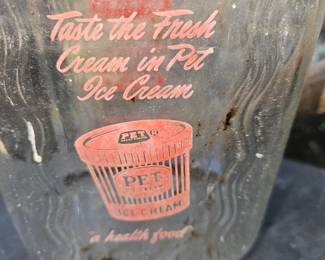 Taste the Fresh
Cream in Pet
Ice Cream
PET
PET
ICE CREAM
"a health food"